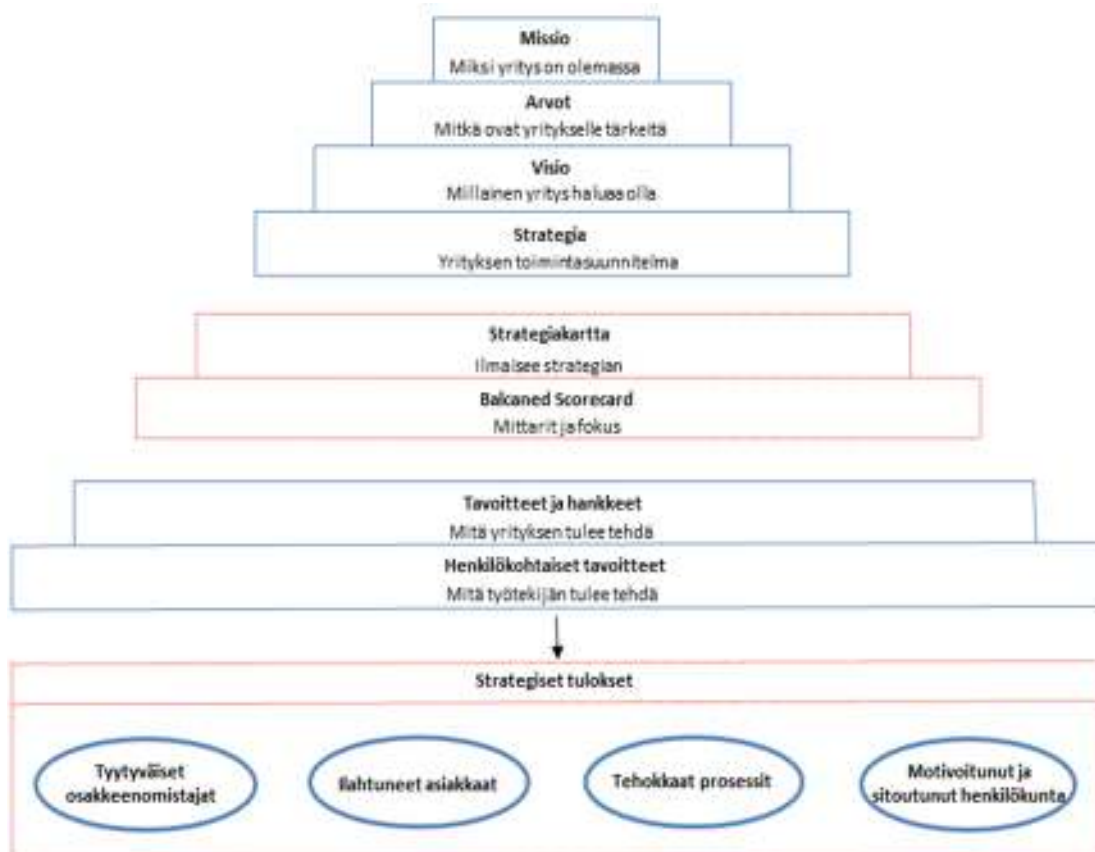 Missio
Miksi yritys on olemassa
Arvot
Mitkä ovat yritykselle tärkeitä
Visio
Millainen yritys haluaa olla
Strategia
Yrityksen toimintasuunnitelma
Strategiakartta
Ilmaisee strategian
Balcaned Scorecard
Mittarit ja fokus
Tavoitteet ja hankkeet
Mitä yrityksen tulee tehdä
Henkilökohtaiset tavoitteet
Mitä työtekijän tulee tehdä
Strategiset tulokset
Tyytyväiset
osakkeenomistajat
Ilahtuneet asiakkaat
Tehokkaat prosessit
Motivoitunut ja
sitoutunut henkilökunta